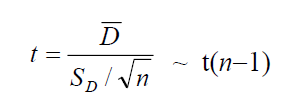 t = D̅ / (S_D / √n) ~ t(n−1)